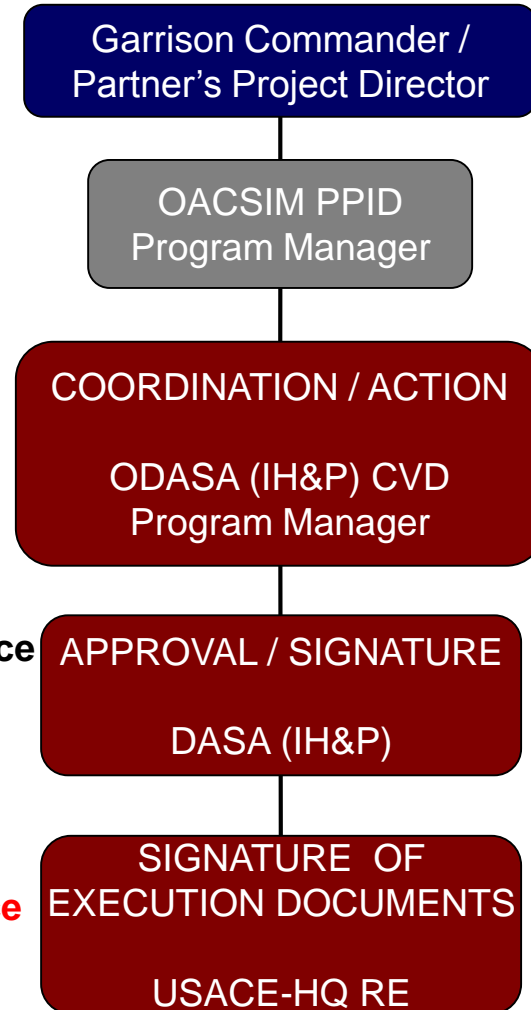 Garrison Commander /
Partner's Project Director
OACSIM PPID
Program Manager
COORDINATION / ACTION
ODASA (IH&P) CVD
Program Manager
ce
APPROVAL / SIGNATURE
DASA (IH&P)
SIGNATURE OF
EXECUTION DOCUMENTS
USACE-HQ RE